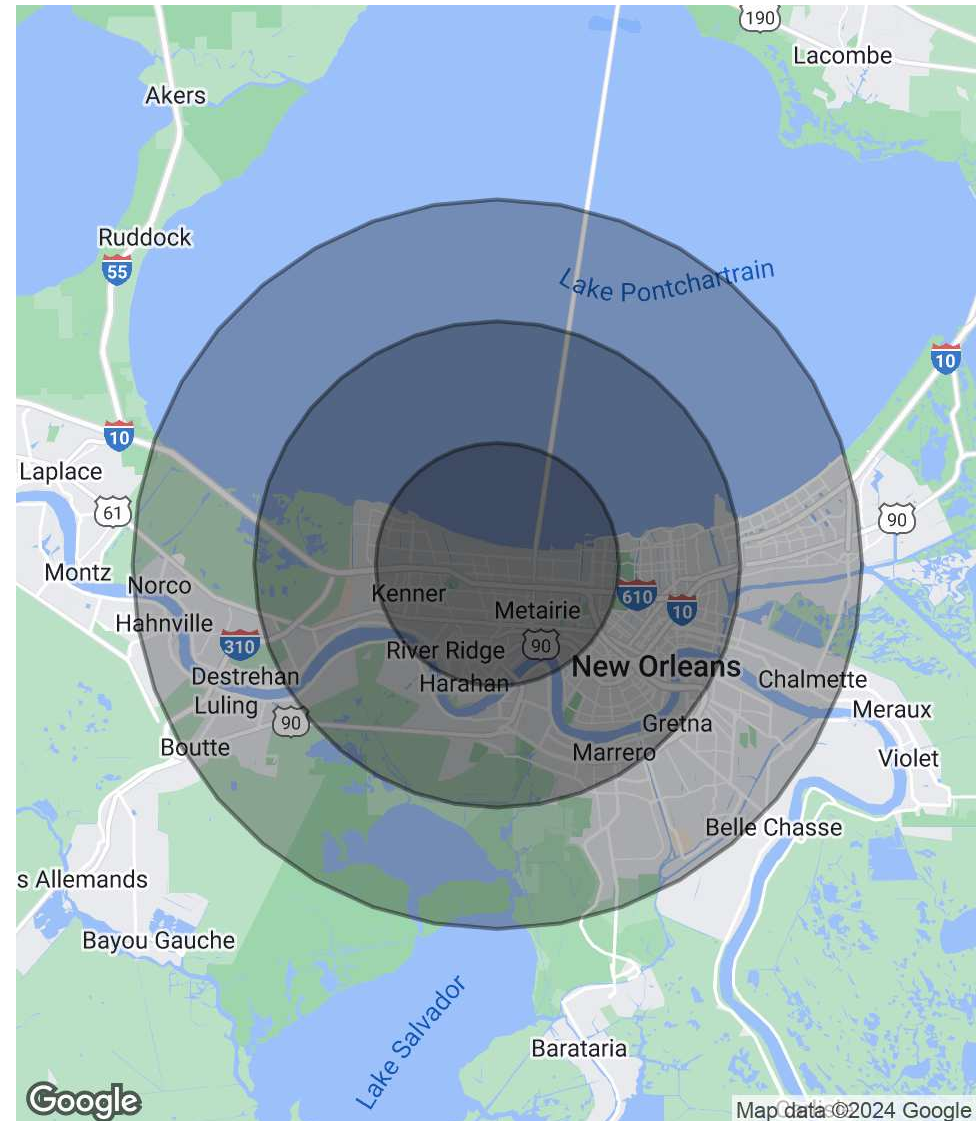 190
Lacombe
Akers
Ruddock
55
Lake Pontchartrain
10
10
Laplace
61
90
Montz
Norco
Kenner
610
10
Hahnville
Metairie
310
River Ridge
90
New Orleans
Destrehan
Harahan
Chalmette
Luling
90
Gretna
Meraux
Boutte
Marrero
Violet
Belle Chasse
s Allemands
Bayou Gauche
Lake Salvador
Barataria
Google
Map data ©2024 Google